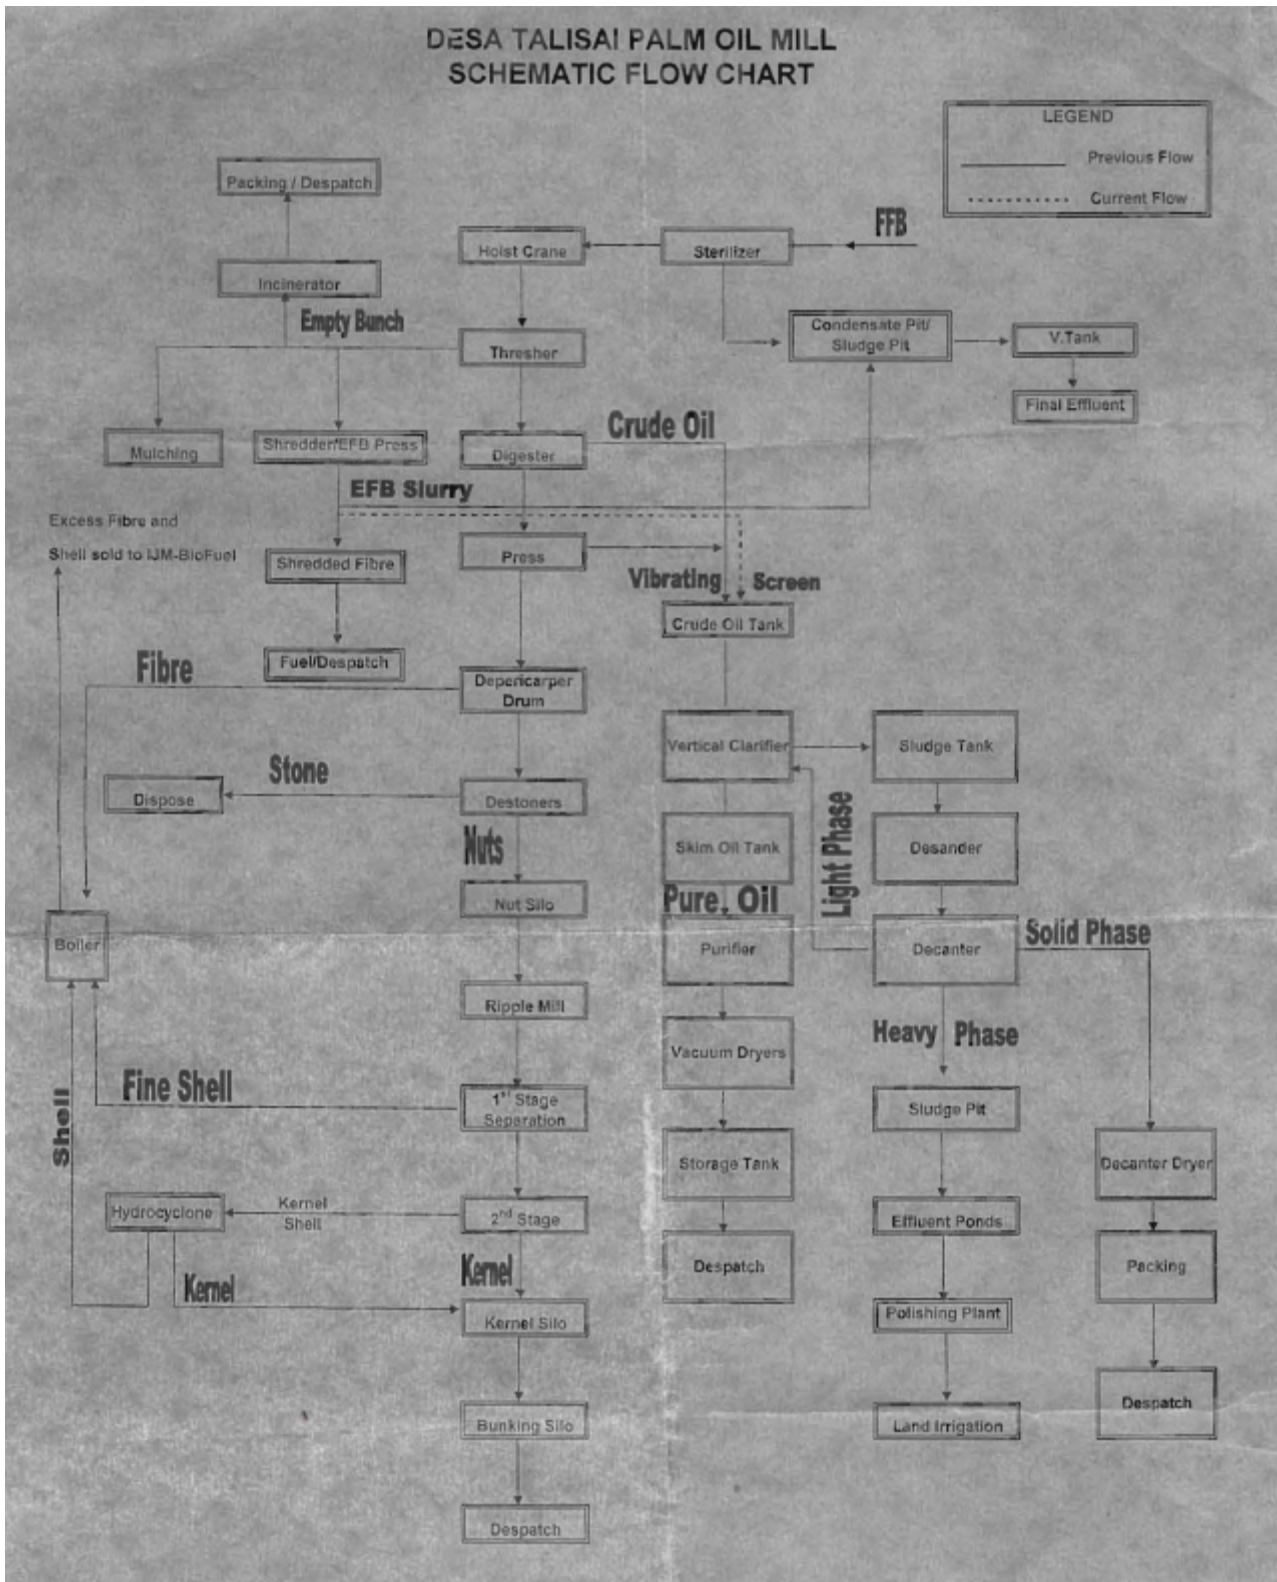 DESA TALISAI PALM OIL MILL
SCHEMATIC FLOW CHART
LEGEND
Previous Flow
Current Flow
Packing / Despatch
FFB
Hoist Crane
Sterilizer
Incinerator
Empty Bunch
Condensate Pit/
Sludge Pit
V.Tank
Thresher
Final Effluent
Crude Oil
Mulching
Shredder/EFB Press
Digester
EFB Slurry
Excess Fibre and
Shell sold to IJM-BioFuel
Shredded Fibre
Press
Vibrating Screen
Crude Oil Tank
Fibre
Fuel/Despatch
Depericarper
Drum
Vertical Clarifier
Sludge Tank
Stone
Dispose
Destoners
Light Phase
Nuts
Skim Oil Tank
Desander
Nut Silo
Pure Oil
Boiler
Purifier
Decanter
Solid Phase
Ripple Mill
Heavy Phase
Vacuum Dryers
Fine Shell
Shell
1st Stage
Separation
Sludge Pit
Storage Tank
Decanter Dryer
Hydrocyclone
Kernel
Shell
2nd Stage
Effluent Ponds
Kernel
Kernel
Despatch
Packing
Kernel Silo
Polishing Plant
Despatch
Bunking Silo
Land Irrigation
Despatch